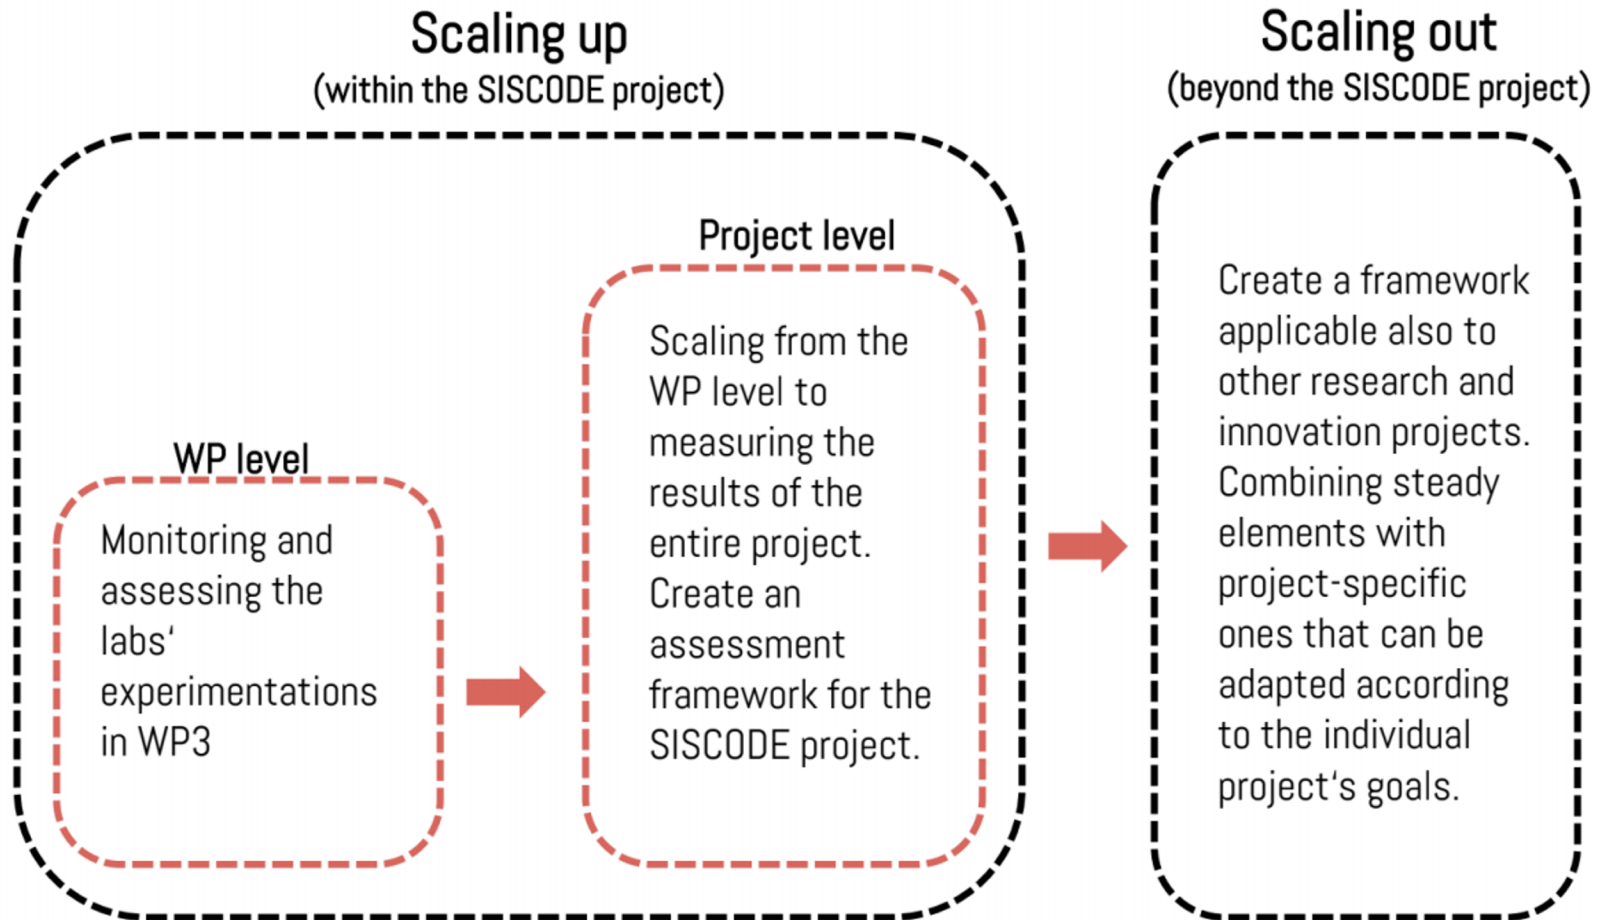 Scaling up
(within the SISCODE project)
WP level
Monitoring and
assessing the
labs‘
experimentations
in WP3
Project level
Scaling from the
WP level to
measuring the
results of the
entire project.
Create an
assessment
framework for the
SISCODE project.
Scaling out
(beyond the SISCODE project)
Create a framework
applicable also to
other research and
innovation projects.
Combining steady
elements with
project-specific
ones that can be
adapted according
to the individual
project‘s goals.